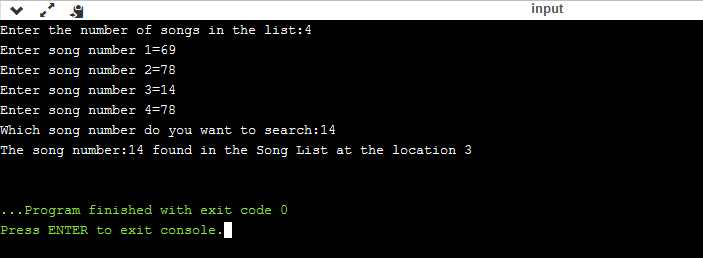 input
Enter the number of songs in the list:4
Enter song number 1=69
Enter song number 2=78
Enter song number 3=14
Enter song number 4=78
Which song number do you want to search:14
The song number:14 found in the Song List at the location 3
...Program finished with exit code 0
Press ENTER to exit console.